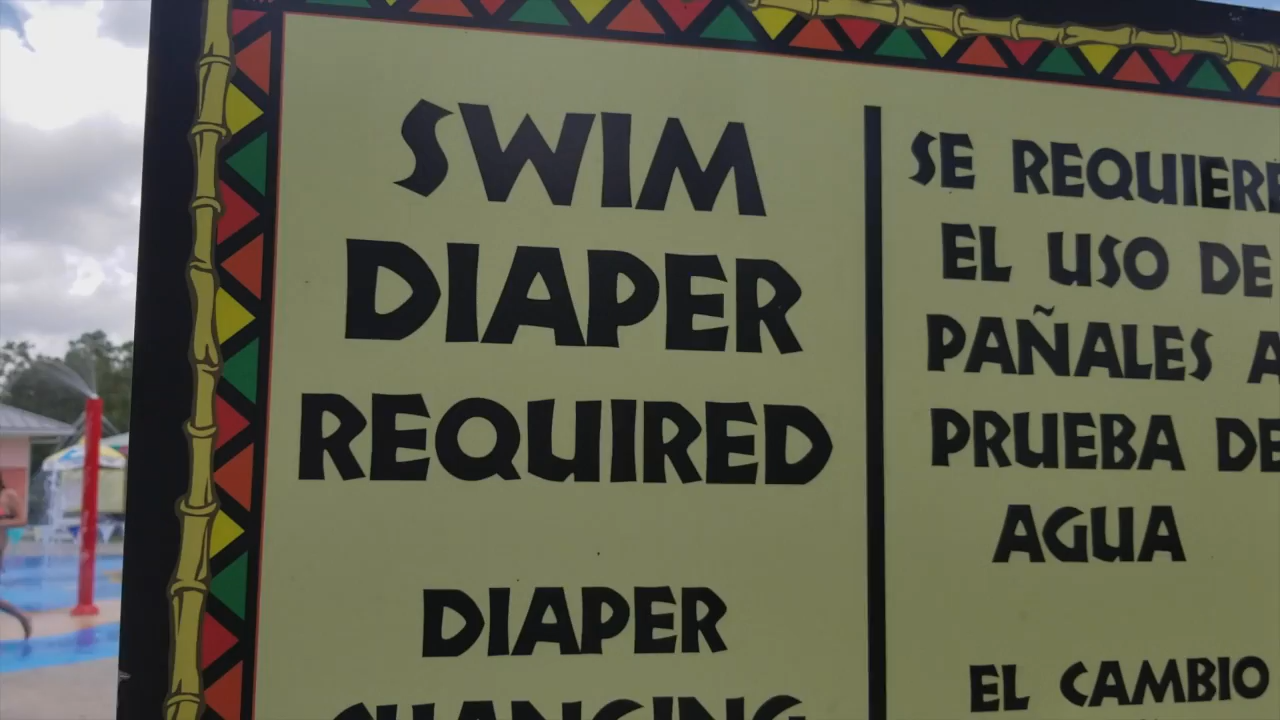 SWIM
DIAPER
REQUIRED
DIAPER
CHANGING
SE REQUIERE
EL USO DE
PAÑALES A
PRUEBA DE
AGUA
EL CAMBIO